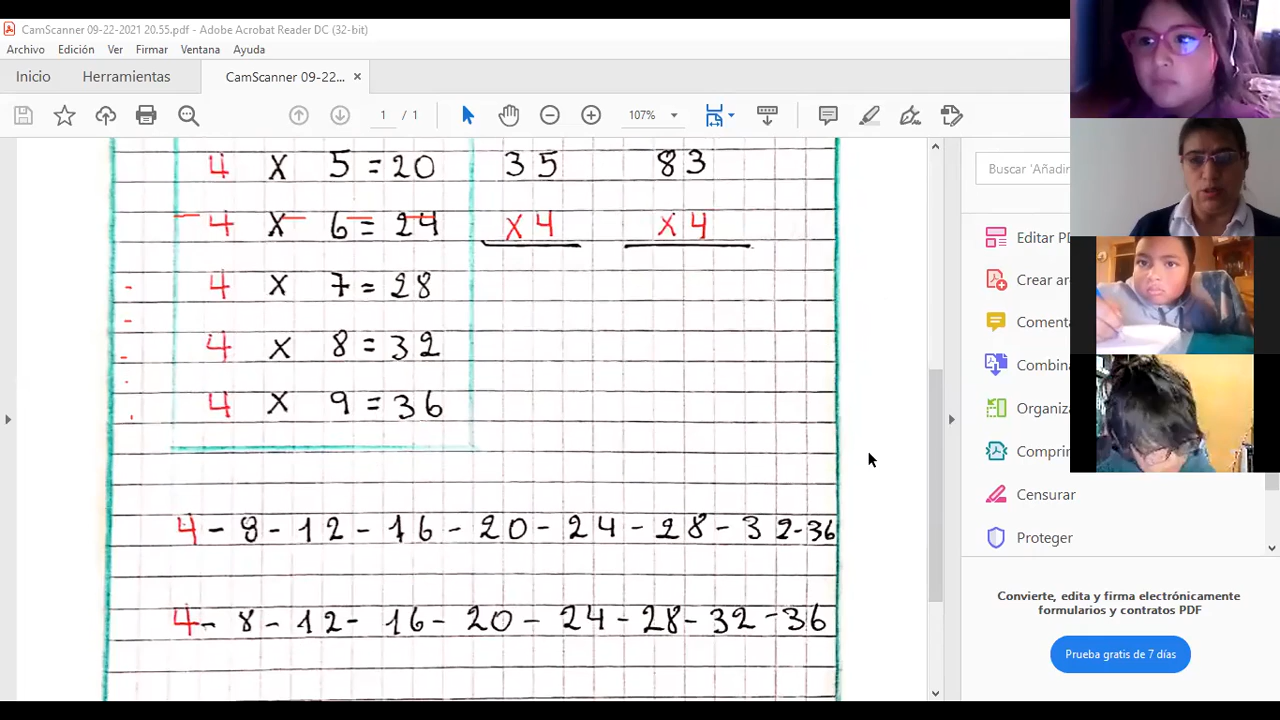 CamScanner 09-22-2021 20.55.pdf - Adobe Acrobat Reader DC (32-bit)
Archivo Edición Ver Firmar Ventana Ayuda
Inicio Herramientas CamScanner 09-22... ×
1 / 1 107%
4 X 5 = 20 35 83
4 X 6 = 24 X 4 X 4
4 X 7 = 28
4 X 8 = 32
4 X 9 = 36
4 - 8 - 12 - 16 - 20 - 24 - 28 - 32 - 36
4 - 8 - 12 - 16 - 20 - 24 - 28 - 32 - 36
Buscar 'Añadi
Editar PD
Crear ar
Comenta
Combin
Organiz
Compri
Censurar
Proteger
Convierte, edita y firma electrónicamente
formularios y contratos PDF
Prueba gratis de 7 días